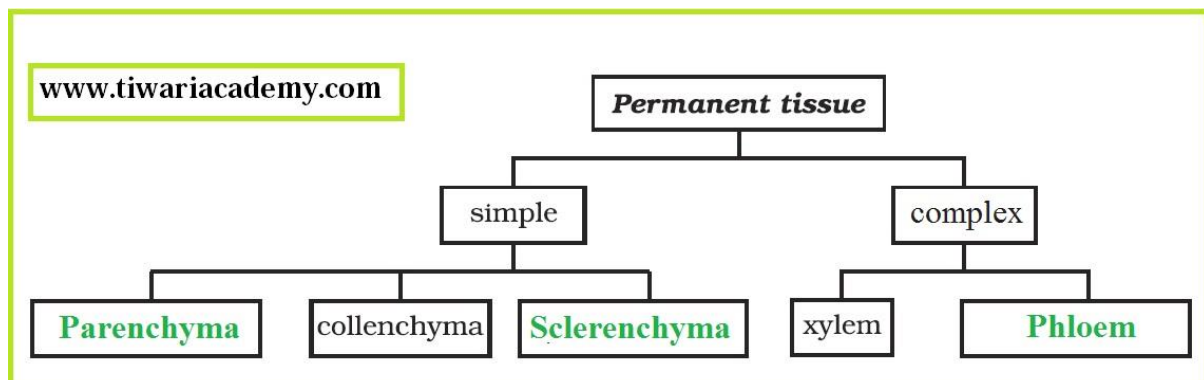 www.tiwariacademy.com
Permanent tissue
simple
complex
Parenchyma
collenchyma
Sclerenchyma
xylem
Phloem